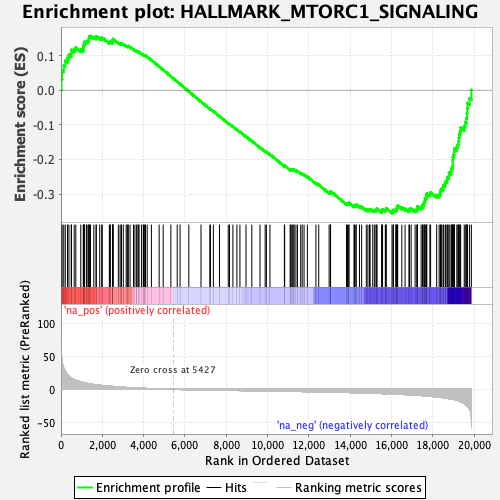 Enrichment plot: HALLMARK_MTORC1_SIGNALING
Enrichment score (ES)
0.1
0.0
-0.1
-0.2
-0.3
'na_pos' (positively correlated)
Ranked list metric (PreRanked)
100
50
0
-50
Zero cross at 5427
'na_neg' (negatively correlated)
0
2,000
4,000
6,000
8,000
10,000
12,000
14,000
16,000
18,000
20,000
Rank in Ordered Dataset
Enrichment profile
Hits
Ranking metric scores